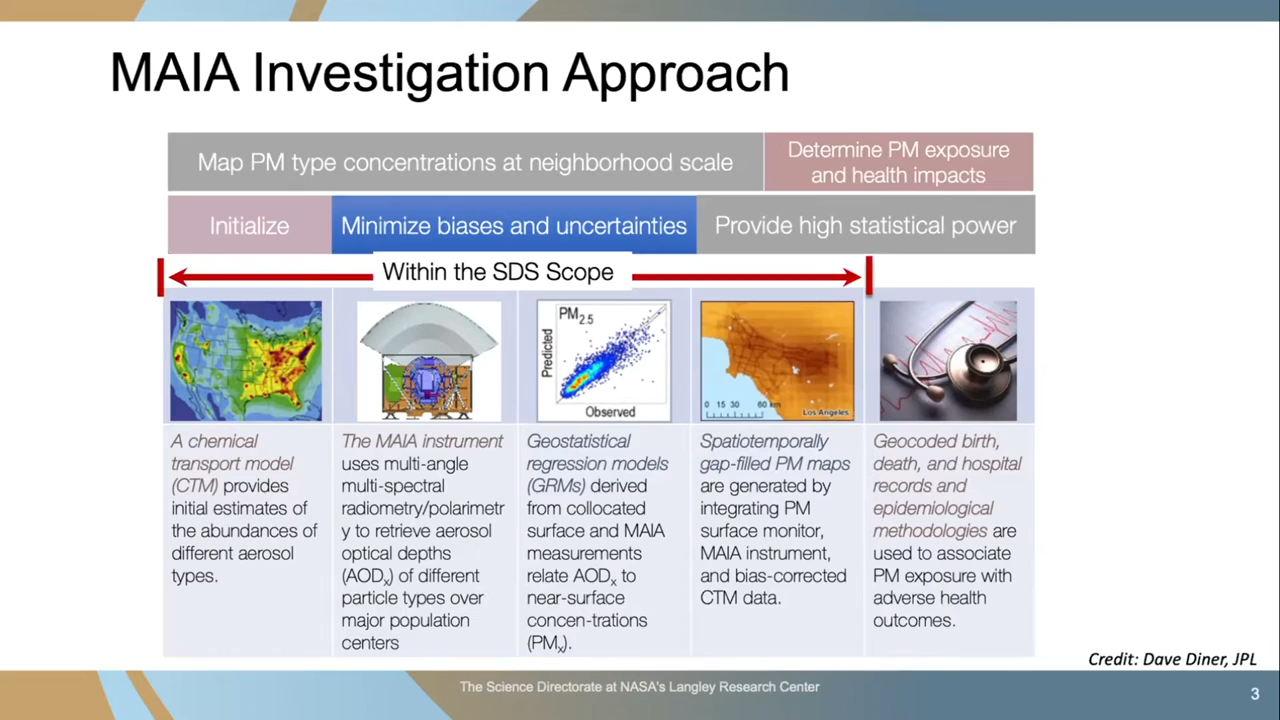 MAIA Investigation Approach
Map PM type concentrations at neighborhood scale
Determine PM exposure
and health impacts
Initialize
Minimize biases and uncertainties
Provide high statistical power
Within the SDS Scope
PM2.5
Predicted
Observed
0 15 30 60 km
Los Angeles
A chemical
transport model
(CTM) provides
initial estimates of
the abundances of
different aerosol
types.
The MAIA instrument
uses multi-angle
multi-spectral
radiometry/polarimetr
y to retrieve aerosol
optical depths
(AODx) of different
particle types over
major population
centers
Geostatistical
regression models
(GRMs) derived
from collocated
surface and MAIA
measurements
relate AODx to
near-surface
concen-trations
(PMx).
Spatiotemporally
gap-filled PM maps
are generated by
integrating PM
surface monitor,
MAIA instrument,
and bias-corrected
CTM data.
Geocoded birth,
death, and hospital
records and
epidemiological
methodologies are
used to associate
PM exposure with
adverse health
outcomes.
Credit: Dave Diner, JPL
The Science Directorate at NASA's Langley Research Center
3